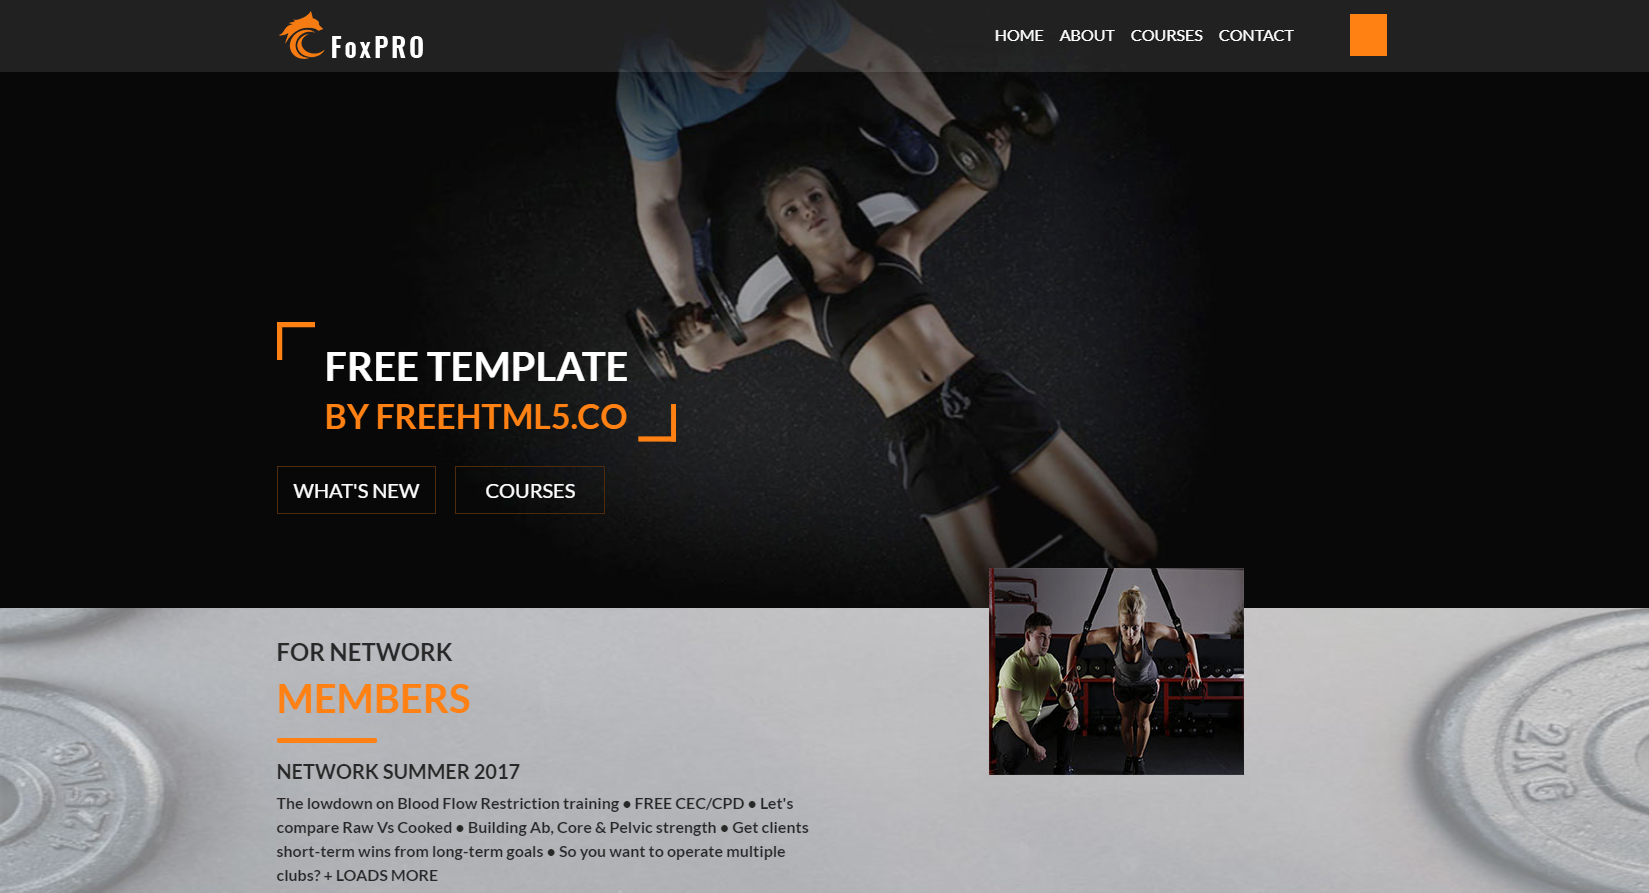 FoxPRO
HOME ABOUT COURSES CONTACT
FREE TEMPLATE
BY FREEHTML5.CO
WHAT'S NEW
COURSES
FOR NETWORK
MEMBERS
NETWORK SUMMER 2017
The lowdown on Blood Flow Restriction training ● FREE CEC/CPD ● Let's
compare Raw Vs Cooked ● Building Ab, Core & Pelvic strength ● Get clients
short-term wins from long-term goals ● So you want to operate multiple
clubs? + LOADS MORE
2KG